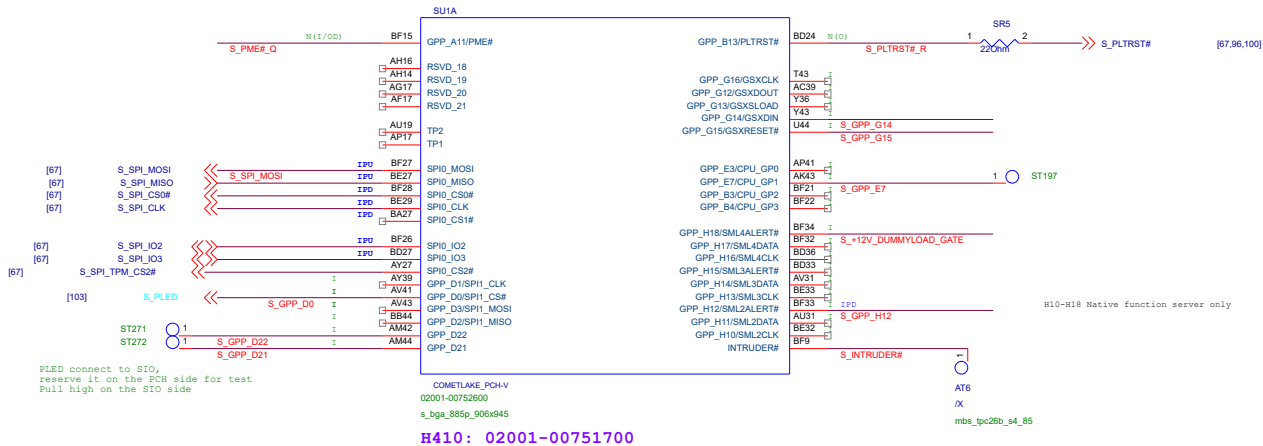 SU1A
S_PME#_Q
N(I/OD)
BF15
GPP_A11/PME#
AH16
RSVD_18
AH14
RSVD_19
AG17
RSVD_20
AF17
RSVD_21
AU19
TP2
AP17
TP1
[67] S_SPI_MOSI S_SPI_MOSI IPU BF27 SPI0_MOSI
[67] S_SPI_MISO BE27 SPI0_MISO
[67] S_SPI_CS0# IPD BF28 SPI0_CS0#
[67] S_SPI_CLK IPD BE29 SPI0_CLK
BA27 SPI0_CS1#
[67] S_SPI_IO2 IPU BF26 SPI0_IO2
[67] S_SPI_IO3 IPU BD27 SPI0_IO3
[67] S_SPI_TPM_CS2# AY27 SPI0_CS2#
AY39 GPP_D1/SPI1_CLK
[103] S_PLED S_GPP_D0 I I AV41 GPP_D0/SPI1_CS#
I AV43 GPP_D3/SPI1_MOSI
I BB44 GPP_D2/SPI1_MISO
ST271 1 S_GPP_D22 I AM42 GPP_D22
ST272 1 S_GPP_D21 AM44 GPP_D21
PLED connect to SIO,
reserve it on the PCH side for test
Pull high on the SIO side
GPP_B13/PLTRST# BD24 N(O) S_PLTRST#_R 1 SR5 2 22Ohm S_PLTRST# [67,96,100]
GPP_G16/GSXCLK T43 I
GPP_G12/GSXDOUT AC39 I
GPP_G13/GSXSLOAD Y36 I
GPP_G14/GSXDIN Y43 I S_GPP_G14
GPP_G15/GSXRESET# U44 I S_GPP_G15
GPP_E3/CPU_GP0 AP41 I
GPP_E7/CPU_GP1 AK43 I S_GPP_E7 1 ST197
GPP_B3/CPU_GP2 BF21 I
GPP_B4/CPU_GP3 BF22 I
GPP_H18/SML4ALERT# BF34 I S_+12V_DUMMYLOAD_GATE
GPP_H17/SML4DATA BF32 I
GPP_H16/SML4CLK BD36 I
GPP_H15/SML3ALERT# BD33 I
GPP_H14/SML3DATA AV31 I
GPP_H13/SML3CLK BE33 I
GPP_H12/SML2ALERT# BF33 IPD S_GPP_H12
GPP_H11/SML2DATA AU31 I
GPP_H10/SML2CLK BE32 I
INTRUDER# BF9 S_INTRUDER#
H10-H18 Native function server only
1
AT6
/X
mbs_tpc26b_s4_85
COMETLAKE_PCH-V
02001-00752600
s_bga_885p_906x945
H410: 02001-00751700